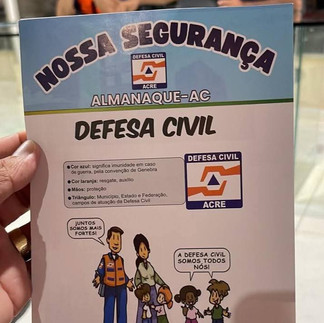 NOSSA SEGURANÇA
DEFESA CIVIL
ACRE
ALMANAQUE-AC
DEFESA CIVIL
Cor azul: significa imunidade em caso
de guerra, pela convenção de Genebra
Cor laranja: resgate, auxílio
Mãos: proteção
Triângulo: Município, Estado e Federação,
campos de atuação da Defesa Civil
DEFESA CIVIL
ACRE
JUNTOS
SOMOS MAIS
FORTES!
A DEFESA CIVIL
SOMOS TODOS
NÓS!